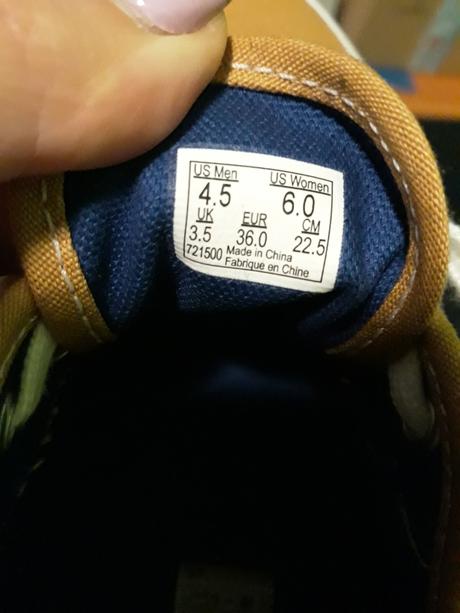 US Men US Women
4.5 6.0
UK EUR CM
3.5 36.0 22.5
721500 Made in China
Fabrique en Chine